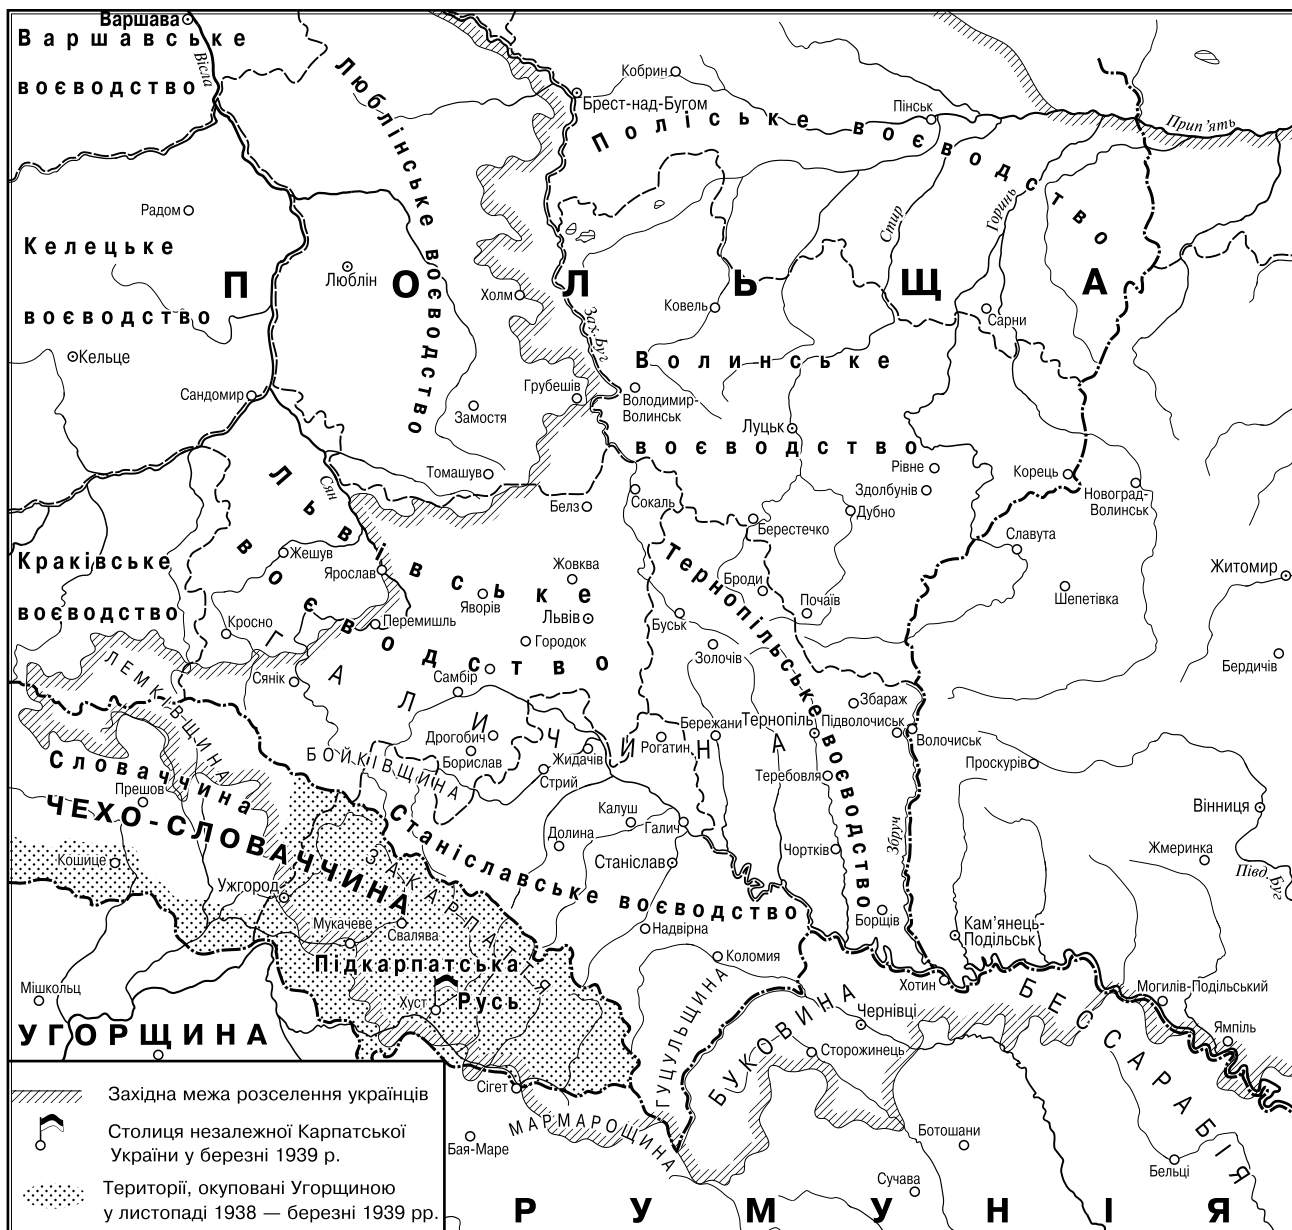 Варшава
Варшавське
воєводство
Вісла
Люблінське воєводство
Кобрин
Брест-над-Бугом
Поліське воєводство
Пінськ
Прип'ять
Радом
Келецьке
воєводство
Люблін
Стир
Горинь
ПОЛЬЩА
Холм
Зах. Буг
Ковель
Сарни
Кельце
Волинське
воєводство
Сандомир
Грубешів
Замостя
Володимир-
Волинськ
Луцьк
Томашув
Рівне
Здолбунів
Корець
Новоград-
Волинськ
Сян
Львівське
воєводство
Белз
Сокаль
Берестечко
Дубно
Славута
Краківське
воєводство
Жешув
Ярослав
Жовква
Яворів
Львів
Тернопільське воєводство
Броди
Почаїв
Шепетівка
Житомир
Кросно
Перемишль
Городок
Буськ
Золочів
Бердичів
ЛЕМКІВЩИНА
Сянік
ГАЛИЧИНА
Самбір
Збараж
Бережани
Тернопіль
Підволочиськ
Волочиськ
Дрогобич
Борислав
БОЙКІВЩИНА
Жидачів
Стрий
Рогатин
Теребовля
Проскурів
Словаччина
Прешов
ЧЕХО-СЛОВАЧЧИНА
Станіславське воєводство
Калуш
Галич
Долина
Вінниця
Жмеринка
Півд. Буг
Кошице
ЗАКАРПАТТЯ
Станіслав
Чортків
Збруч
Ужгород
Мукачеве
Свалява
Надвірна
Борщів
Кам'янець-
Подільськ
Підкарпатська
Русь
Хуст
Коломия
Хотин
БЕССАРАБІЯ
Могилів-Подільський
Ямпіль
Мішкольц
УГОРЩИНА
ГУЦУЛЬЩИНА
БУКОВИНА
Чернівці
Сторожинець
Сігет
МАРМАРОЩИНА
Бая-Маре
Ботошани
Бельці
Сучава
РУМУНІЯ
Західна межа розселення українців
Столиця незалежної Карпатської
України у березні 1939 р.
Території, окуповані Угорщиною
у листопаді 1938 — березні 1939 рр.